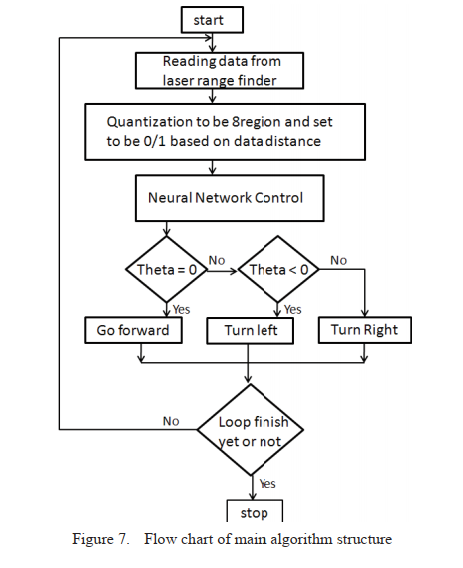 start
Reading data from
laser range finder
Quantization to be 8region and set
to be 0/1 based on datadistance
Neural Network Control
Theta = 0
No
Theta < 0
No
Yes
Yes
Go forward
Turn left
Turn Right
No
Loop finish
yet or not
Yes
stop
Figure 7. Flow chart of main algorithm structure